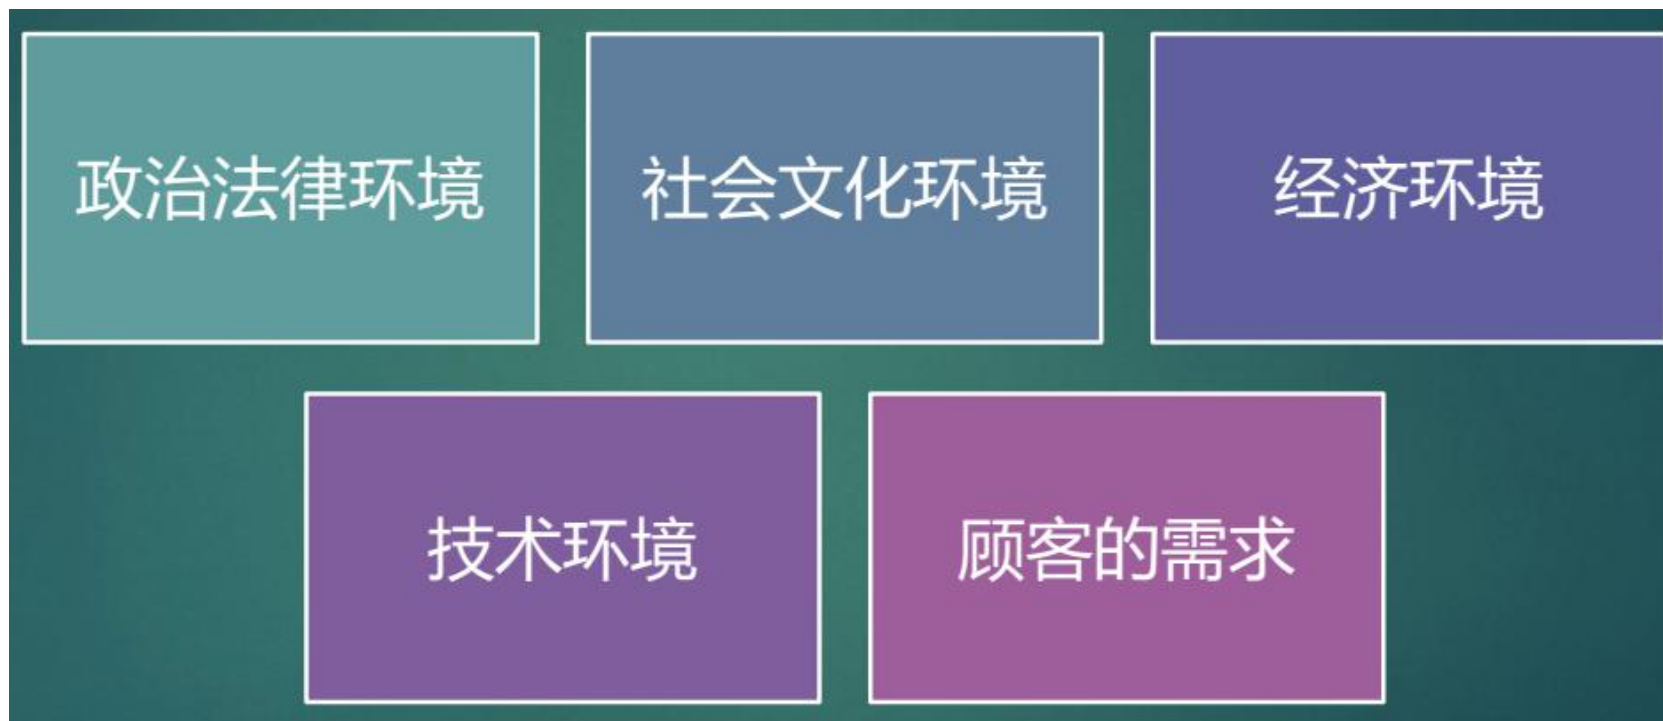 政治法律环境
社会文化环境
经济环境
技术环境
顾客的需求